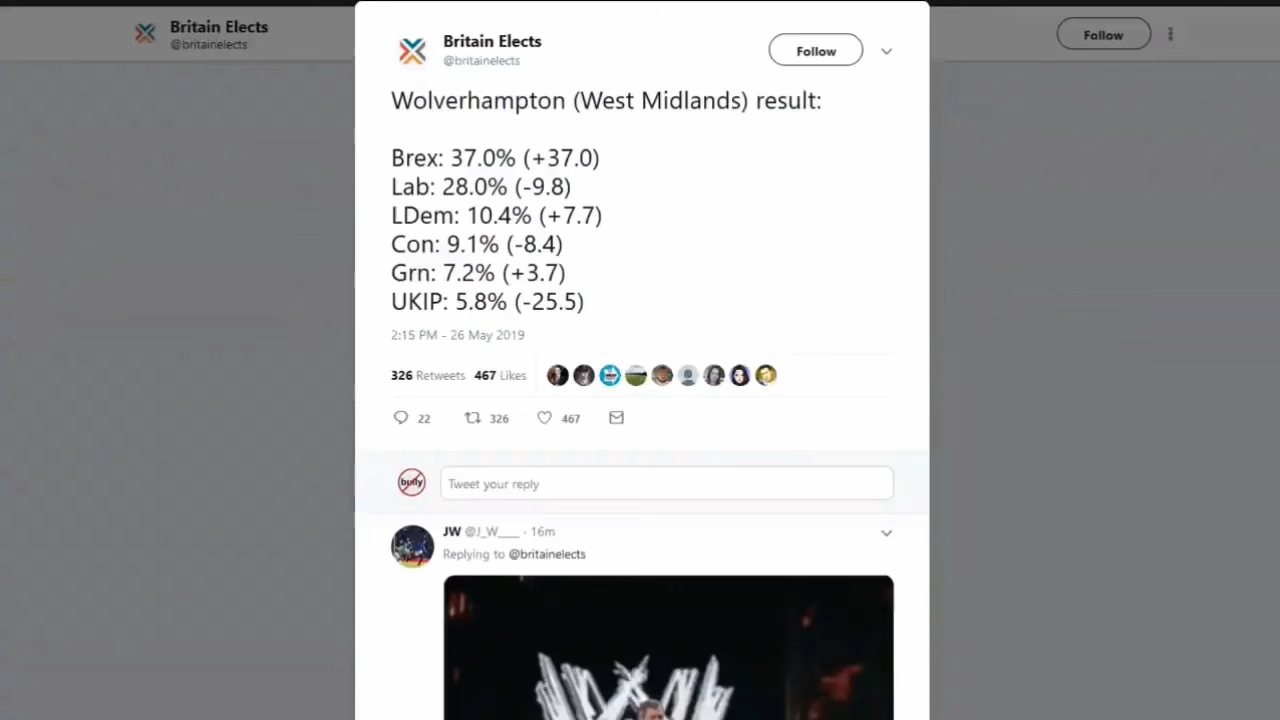 Britain Elects
@britainelects
Follow
Britain Elects
@britainelects
Follow
Wolverhampton (West Midlands) result:
Brex: 37.0% (+37.0)
Lab: 28.0% (-9.8)
LDem: 10.4% (+7.7)
Con: 9.1% (-8.4)
Grn: 7.2% (+3.7)
UKIP: 5.8% (-25.5)
2:15 PM - 26 May 2019
326 Retweets 467 Likes
22 326 467
bully
Tweet your reply
JW @J_W___ · 16m
Replying to @britainelects